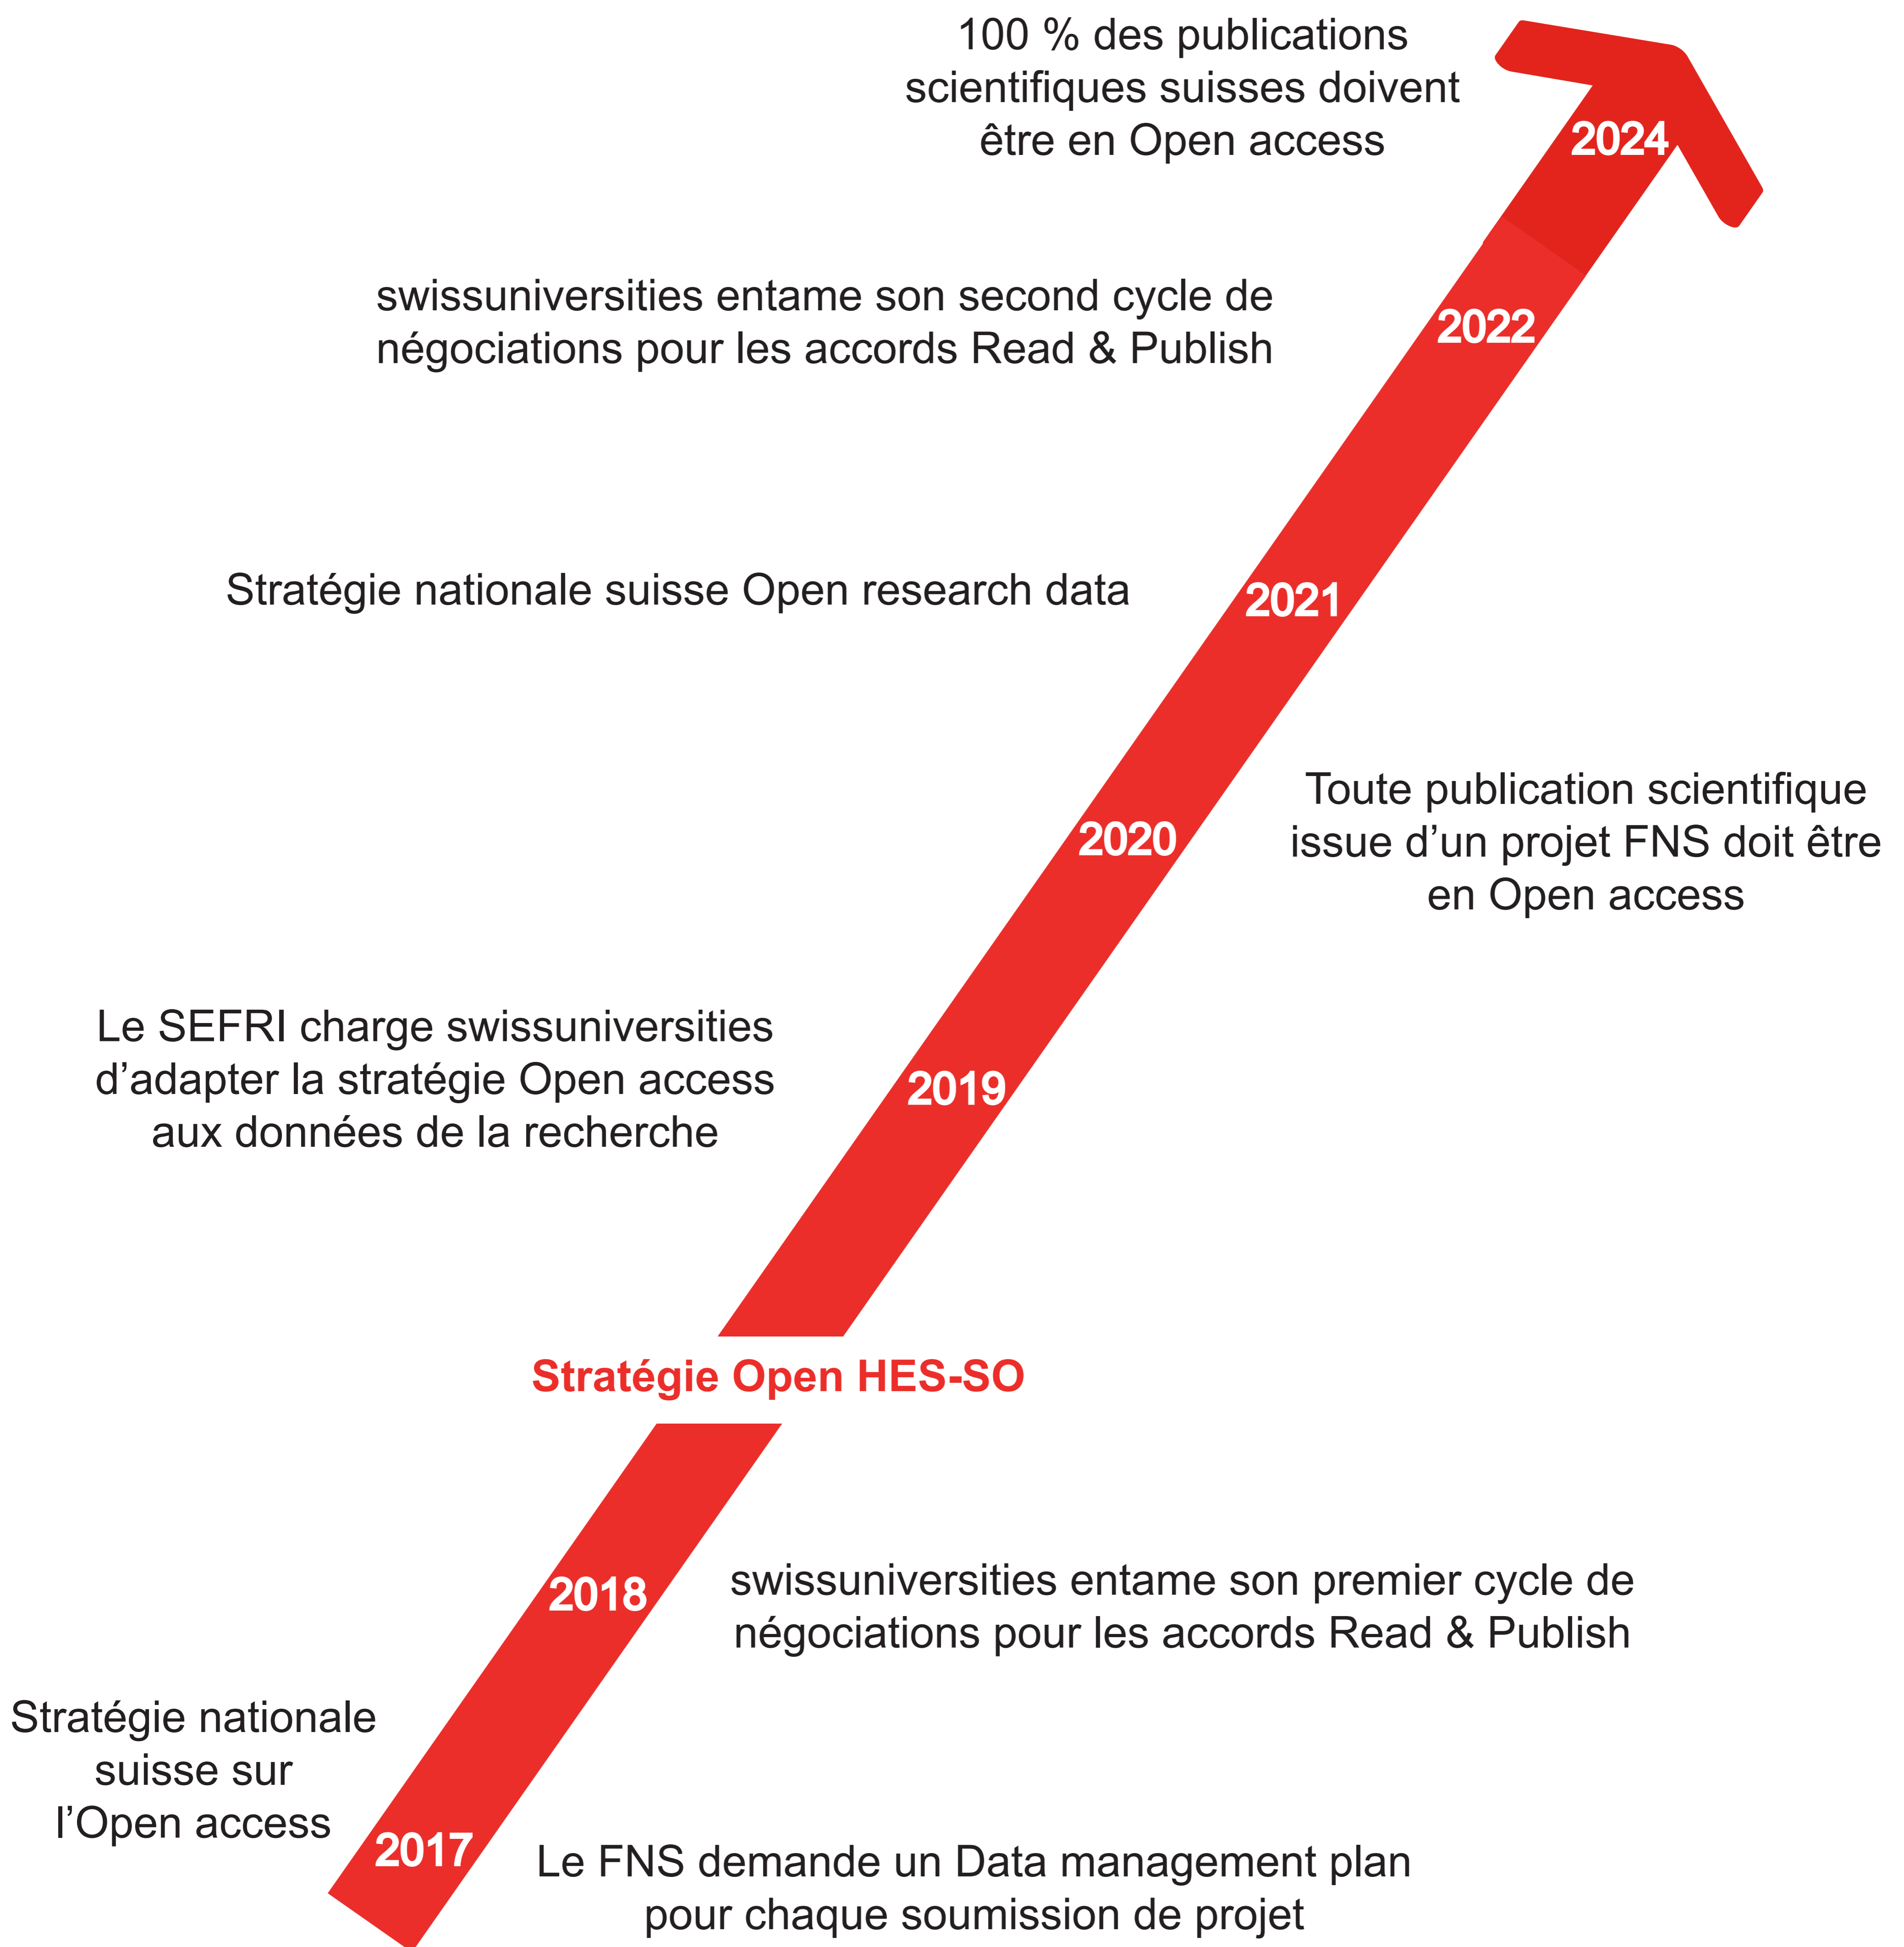 100 % des publications
scientifiques suisses doivent
être en Open access
2024
swissuniversities entame son second cycle de
négociations pour les accords Read & Publish
2022
Stratégie nationale suisse Open research data
2021
Toute publication scientifique
issue d’un projet FNS doit être
en Open access
2020
Le SEFRI charge swissuniversities
d’adapter la stratégie Open access
aux données de la recherche
2019
Stratégie Open HES-SO
2018
swissuniversities entame son premier cycle de
négociations pour les accords Read & Publish
Stratégie nationale
suisse sur
l’Open access
2017
Le FNS demande un Data management plan
pour chaque soumission de projet